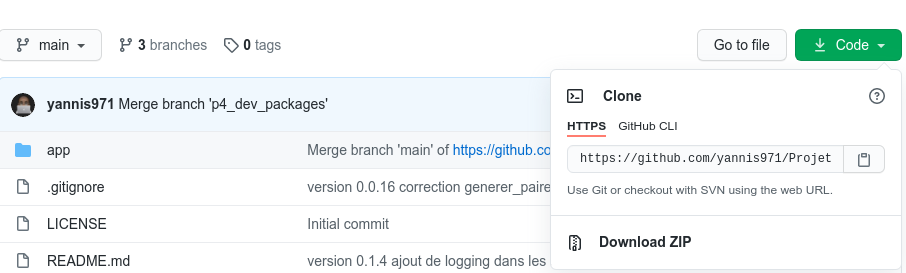 main 3 branches 0 tags Go to file Code
Clone
yannis971 Merge branch 'p4_dev_packages'
HTTPS GitHub CLI
app Merge branch 'main' of https://github.co
https://github.com/yannis971/Projet
.gitignore version 0.0.16 correction generer_paire
Use Git or checkout with SVN using the web URL.
LICENSE Initial commit
Download ZIP
README.md version 0.1.4 ajout de logging dans les